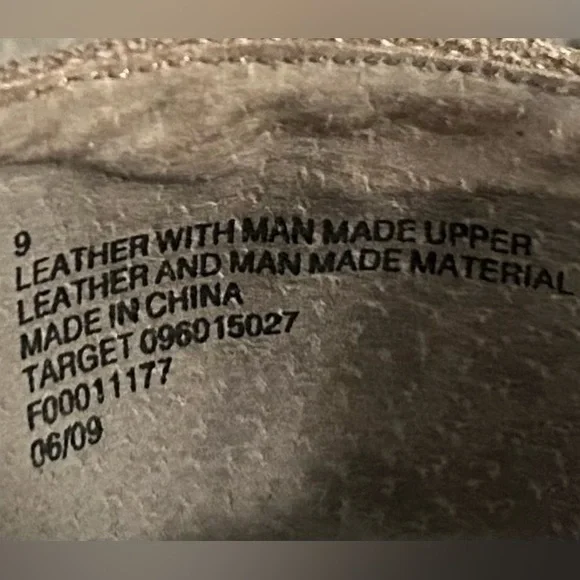 9
LEATHER WITH MAN MADE UPPER
LEATHER AND MAN MADE MATERIAL
MADE IN CHINA
TARGET 096015027
F00011177
06/09